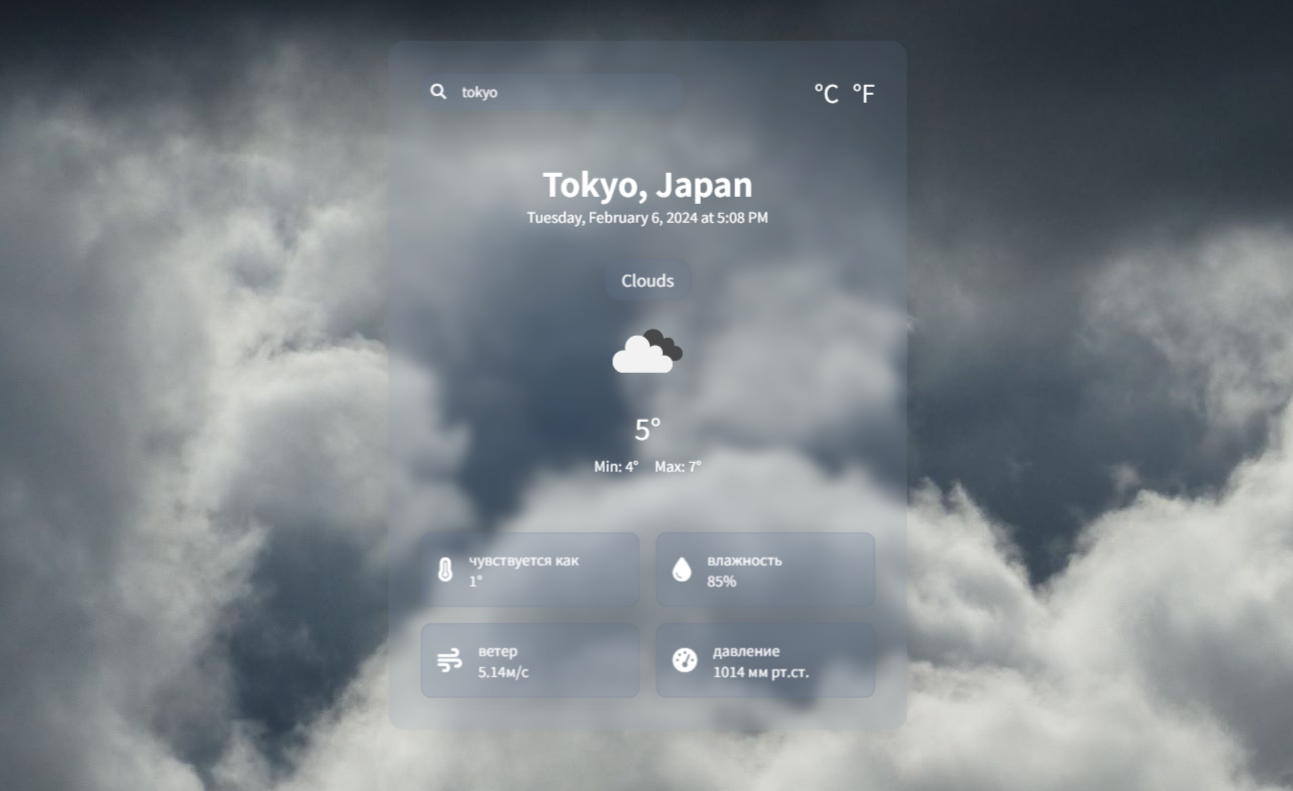 tokyo
°C °F
Tokyo, Japan
Tuesday, February 6, 2024 at 5:08 PM
Clouds
5°
Min: 4° Max: 7°
чувствуется как
1°
влажность
85%
ветер
5.14м/с
давление
1014 мм рт.ст.